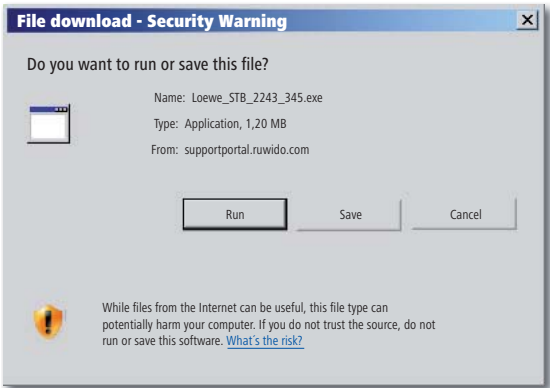 File download - Security Warning
Do you want to run or save this file?
Name: Loewe_STB_2243_345.exe
Type: Application, 1,20 MB
From: supportportal.ruwido.com
Run Save Cancel
While files from the Internet can be useful, this file type can
potentially harm your computer. If you do not trust the source, do not
run or save this software. What´s the risk?